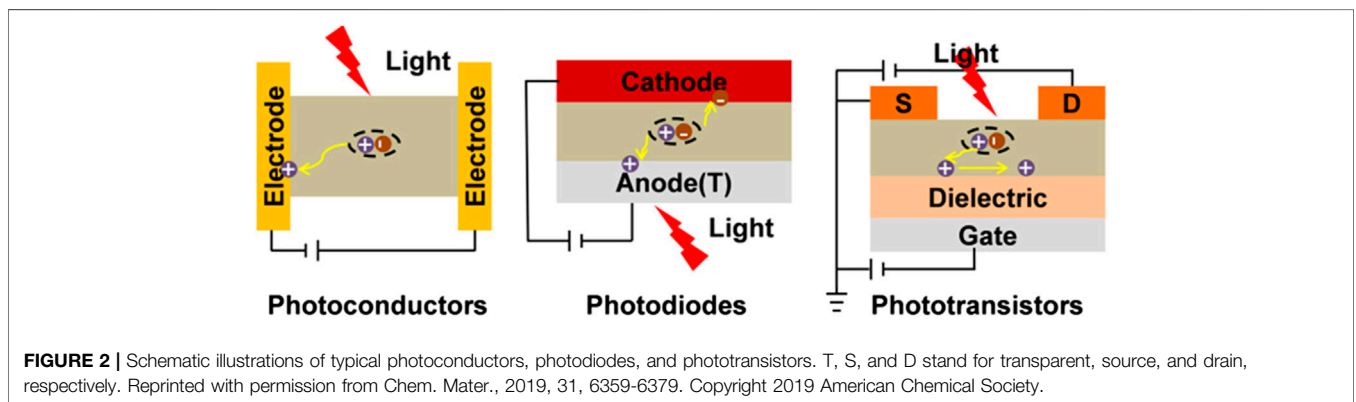 Light
Electrode
Electrode
Photoconductors
Cathode
Anode(T)
Light
Photodiodes
Light
S
D
Dielectric
Gate
Phototransistors
FIGURE 2 | Schematic illustrations of typical photoconductors, photodiodes, and phototransistors. T, S, and D stand for transparent, source, and drain,
respectively. Reprinted with permission from Chem. Mater., 2019, 31, 6359-6379. Copyright 2019 American Chemical Society.